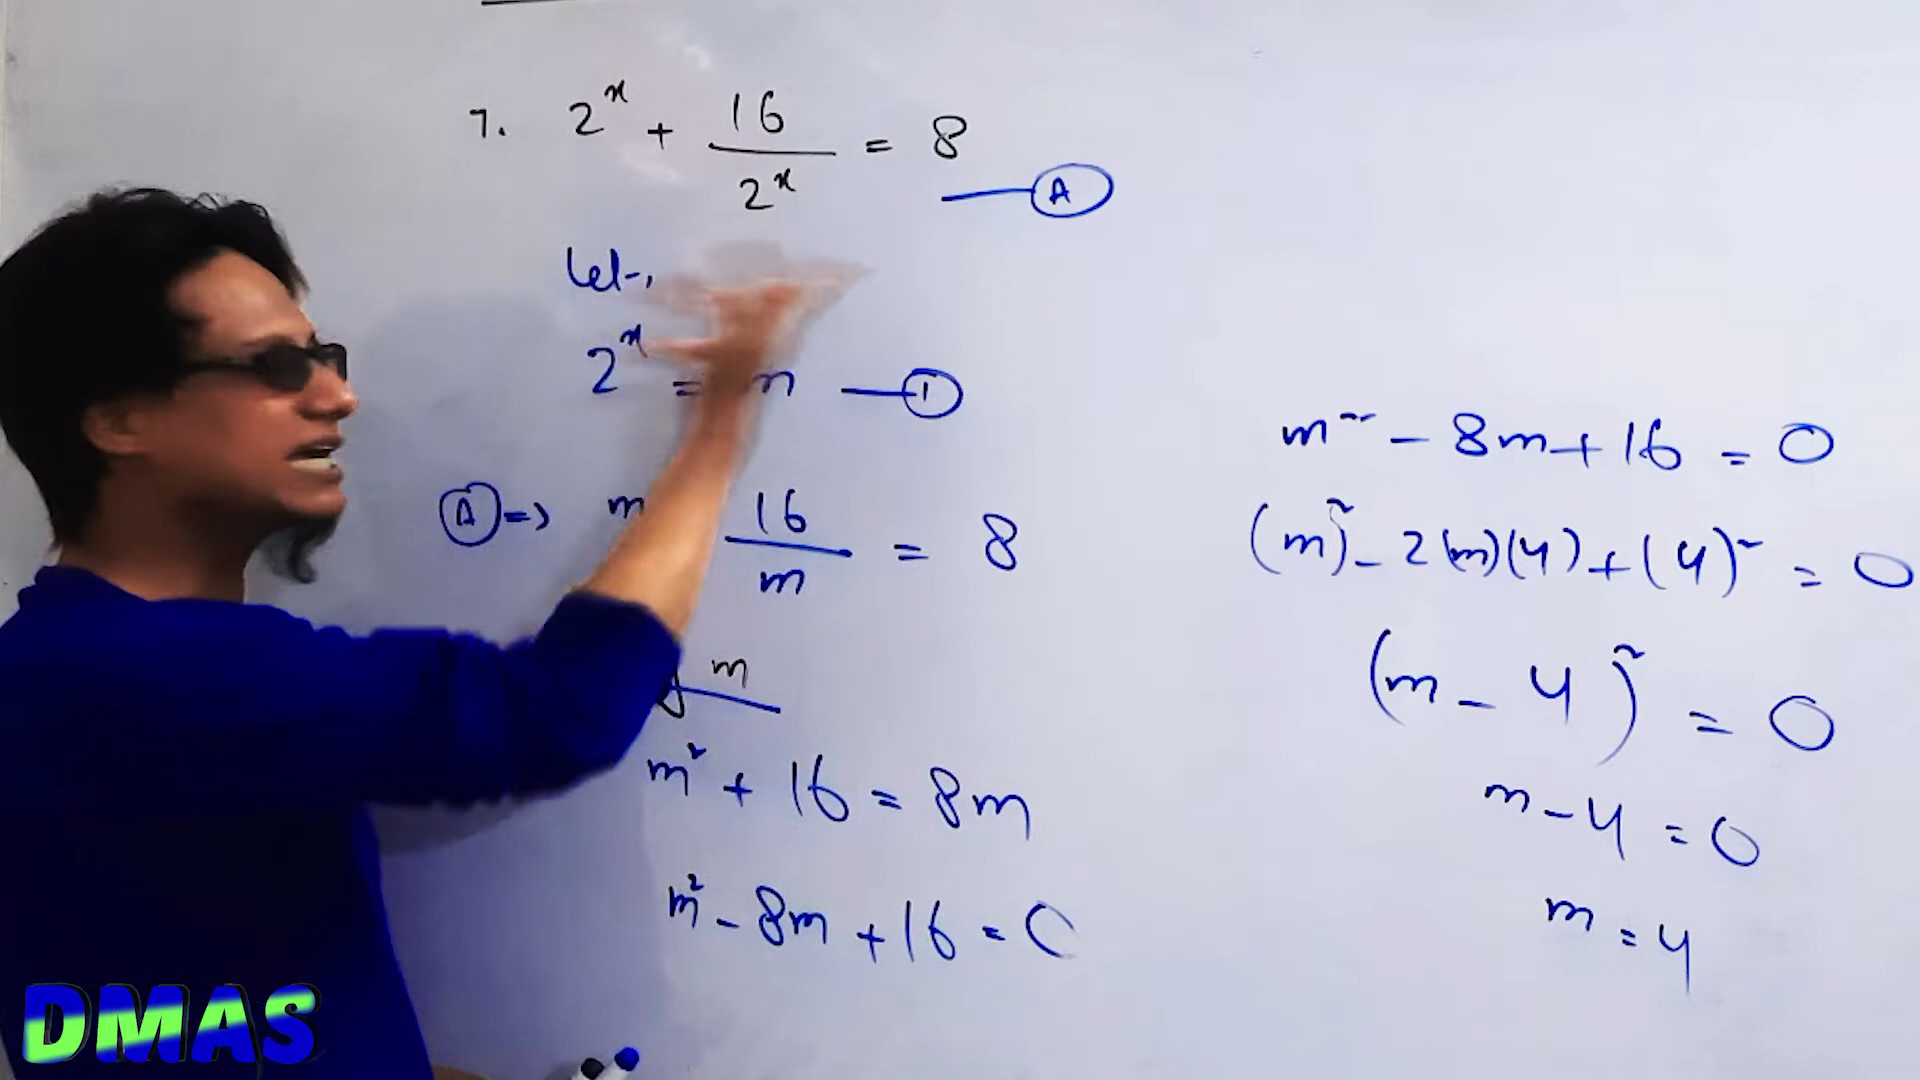 7. 2^x + 16/2^x = 8
— A
Let,
2^x = m — 1
A => m 16/m = 8
m
m² + 16 = 8m
m² - 8m + 16 = 0
m² - 8m + 16 = 0
(m)² - 2(m)(4) + (4)² = 0
(m - 4)² = 0
m - 4 = 0
m = 4
DMAS